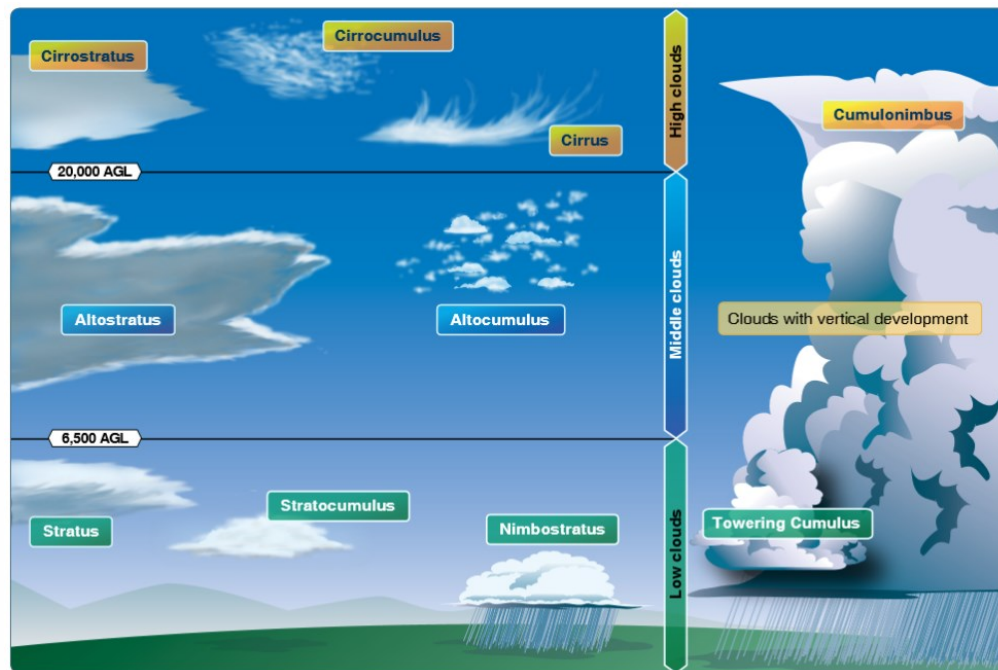 Cirrostratus
Cirrocumulus
Cirrus
High clouds
Cumulonimbus
20,000 AGL
Altostratus
Altocumulus
Middle clouds
Clouds with vertical development
6,500 AGL
Stratus
Stratocumulus
Nimbostratus
Low clouds
Towering Cumulus